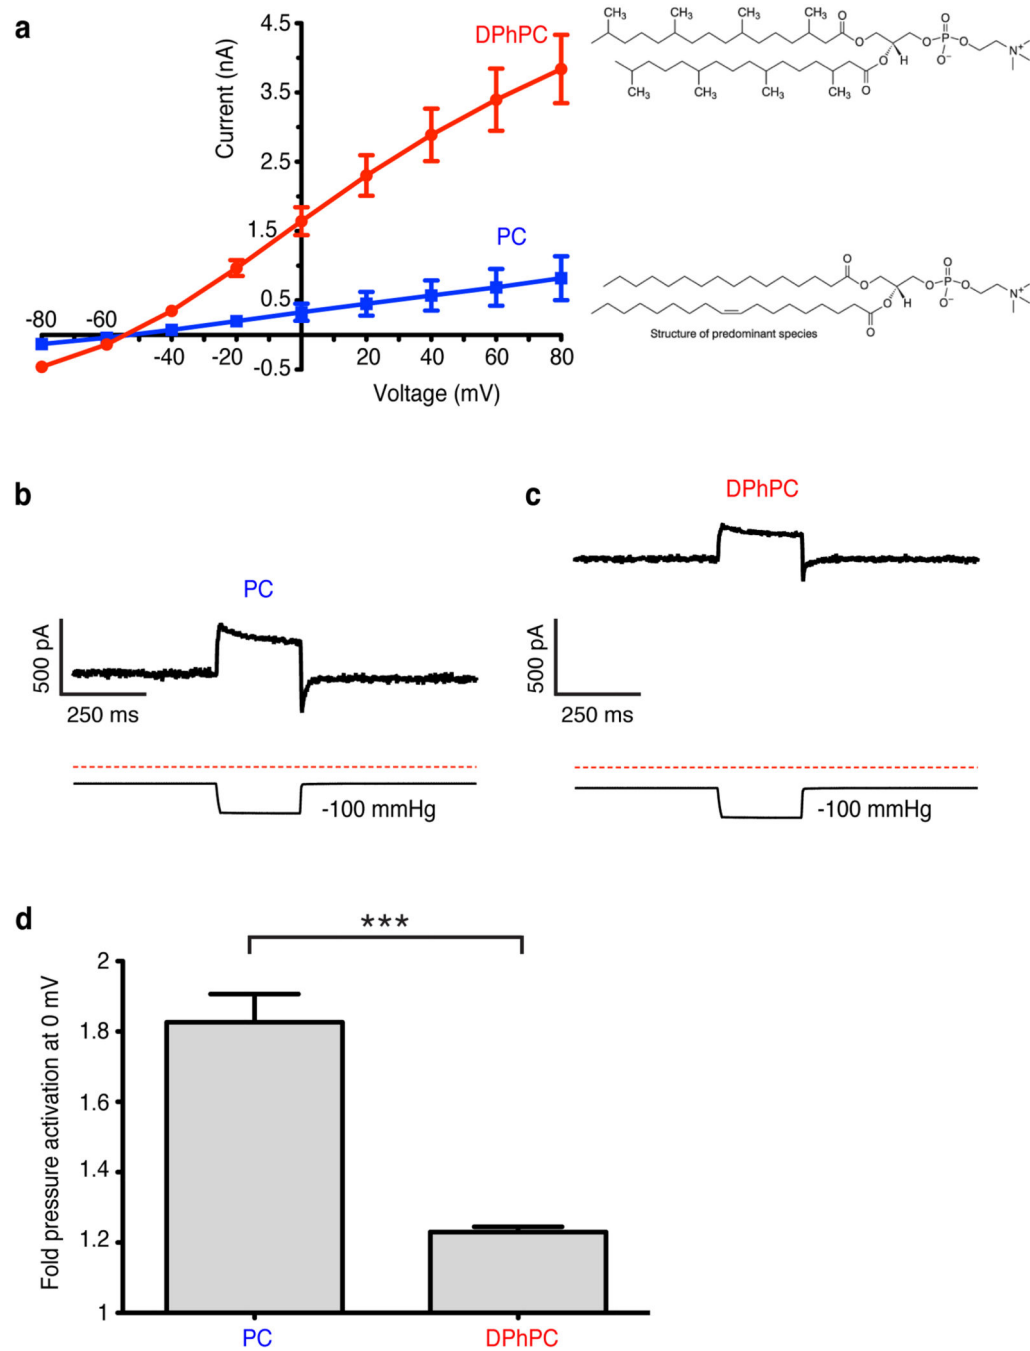 a
Current (nA)
4.5
3.5
2.5
1.5
0.5
-0.5
DPhPC
PC
-80
-60
-40
-20
20
40
60
80
Voltage (mV)
CH₃ CH₃ CH₃ CH₃
O
O
O
P
O
O
O⁻
N⁺
O
H
O
CH₃ CH₃ CH₃ CH₃
O
O
O
P
O
O
O⁻
N⁺
O
H
O
Structure of predominant species
b
PC
500 pA
250 ms
-100 mmHg
c
DPhPC
500 pA
250 ms
-100 mmHg
d
***
Fold pressure activation at 0 mV
2
1.8
1.6
1.4
1.2
1
PC
DPhPC